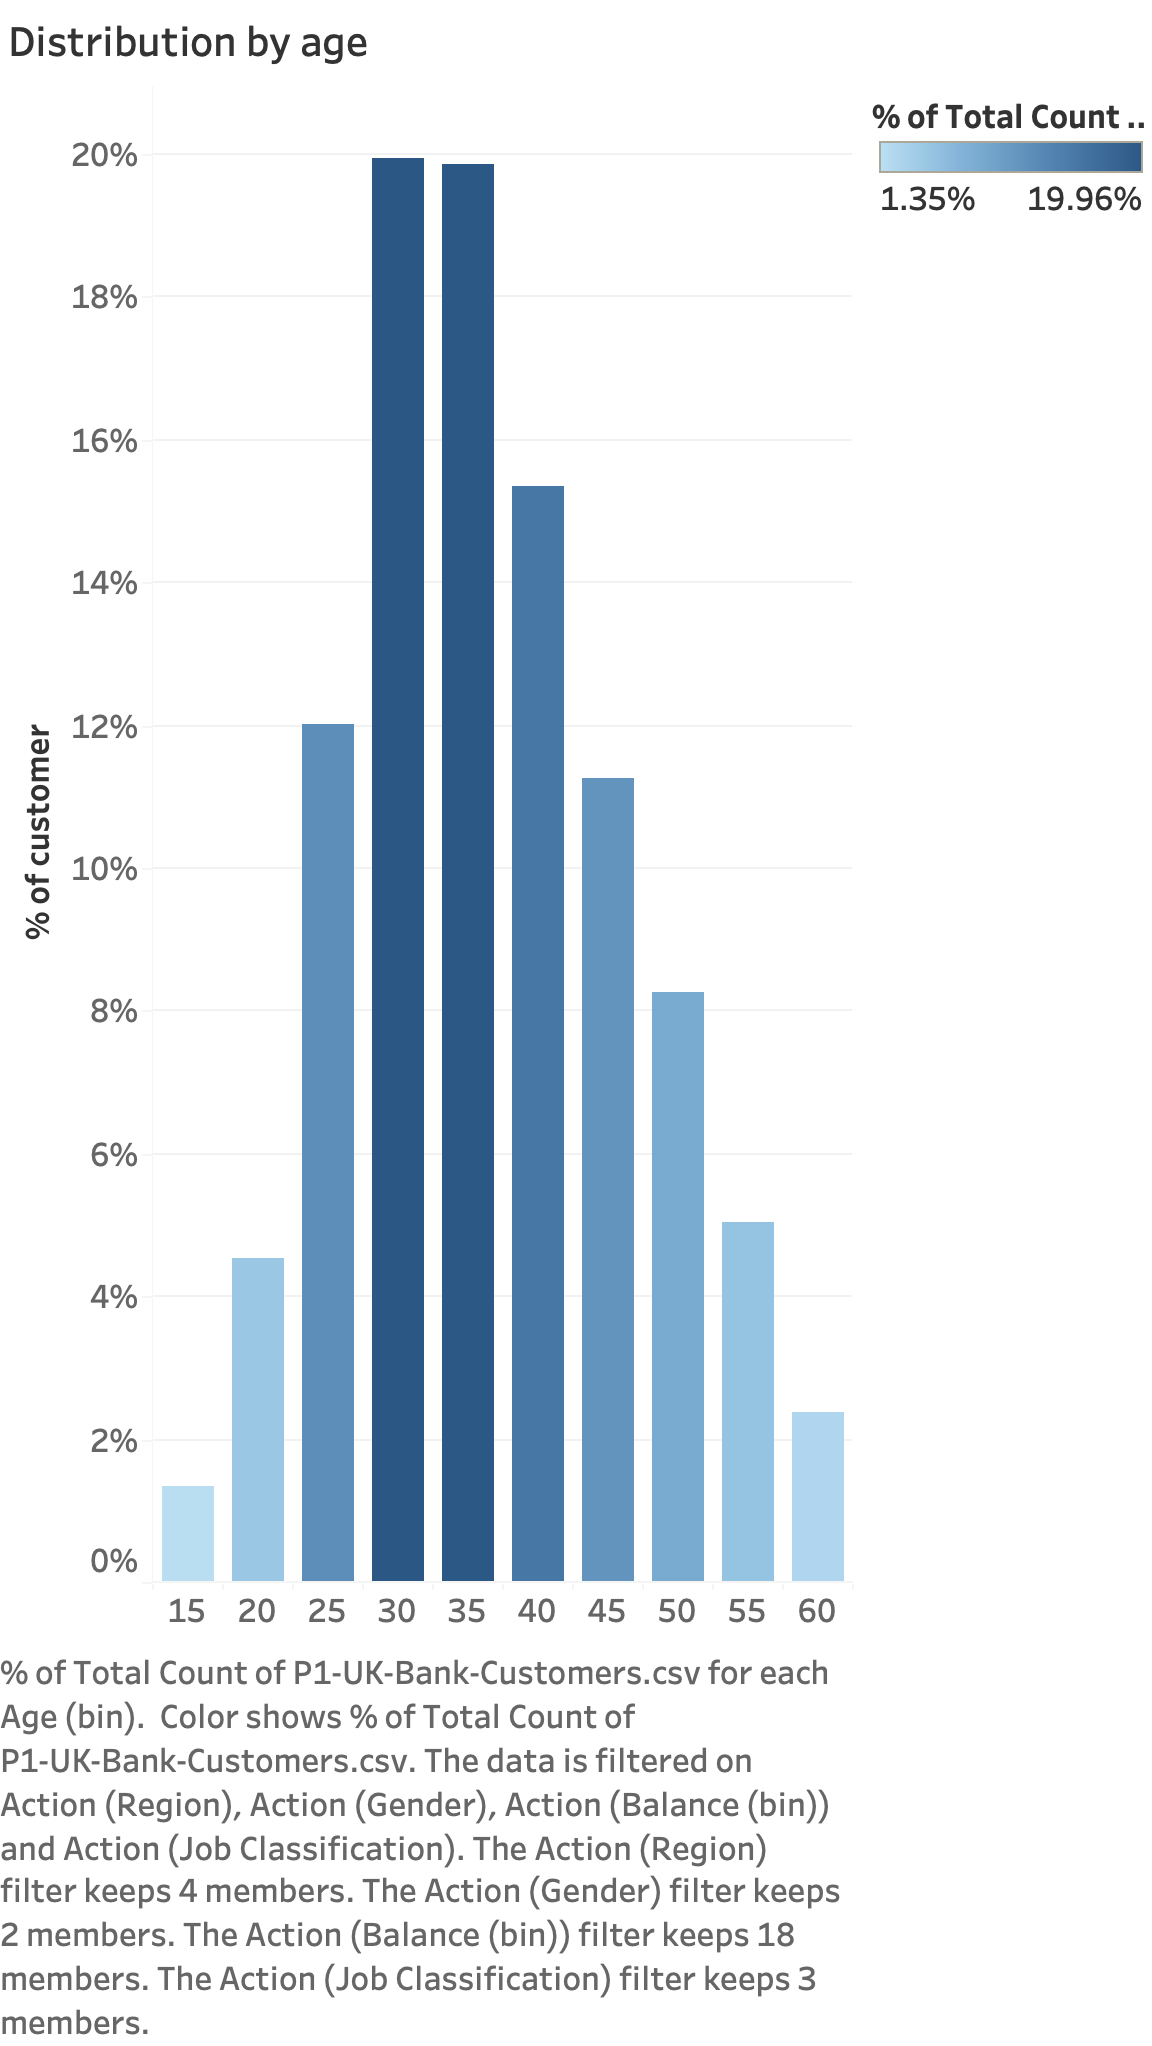 Distribution by age
% of Total Count ..
1.35% 19.96%
20%
18%
16%
14%
12%
10%
8%
6%
4%
2%
0%
% of customer
15 20 25 30 35 40 45 50 55 60
% of Total Count of P1-UK-Bank-Customers.csv for each
Age (bin).  Color shows % of Total Count of
P1-UK-Bank-Customers.csv. The data is filtered on
Action (Region), Action (Gender), Action (Balance (bin))
and Action (Job Classification). The Action (Region)
filter keeps 4 members. The Action (Gender) filter keeps
2 members. The Action (Balance (bin)) filter keeps 18
members. The Action (Job Classification) filter keeps 3
members.